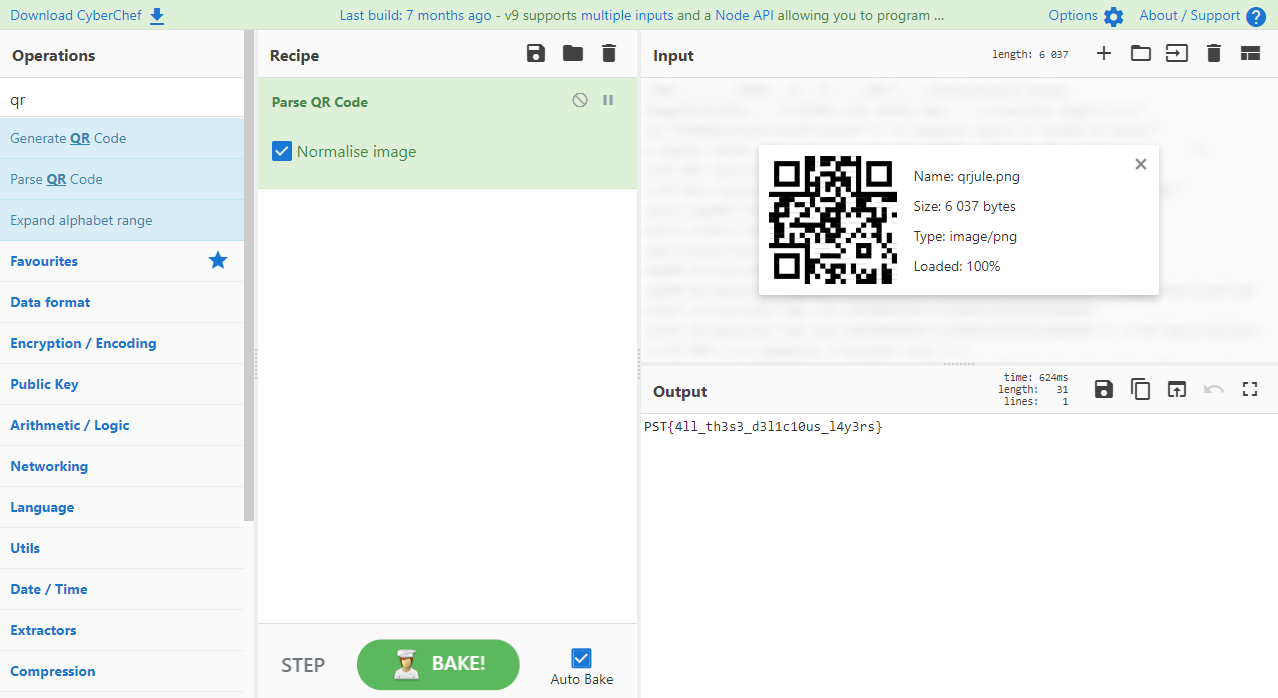 Download CyberChef
Last build: 7 months ago - v9 supports multiple inputs and a Node API allowing you to program ...
Options
About / Support
Operations
qr
Generate QR Code
Parse QR Code
Expand alphabet range
Favourites
Data format
Encryption / Encoding
Public Key
Arithmetic / Logic
Networking
Language
Utils
Date / Time
Extractors
Compression
Recipe
Parse QR Code
Normalise image
STEP
BAKE!
Auto Bake
Input
length: 6 037
Name: qrjule.png
Size: 6 037 bytes
Type: image/png
Loaded: 100%
Output
time: 624ms
length: 31
lines: 1
PST{4ll_th3s3_d3l1c10us_l4y3rs}